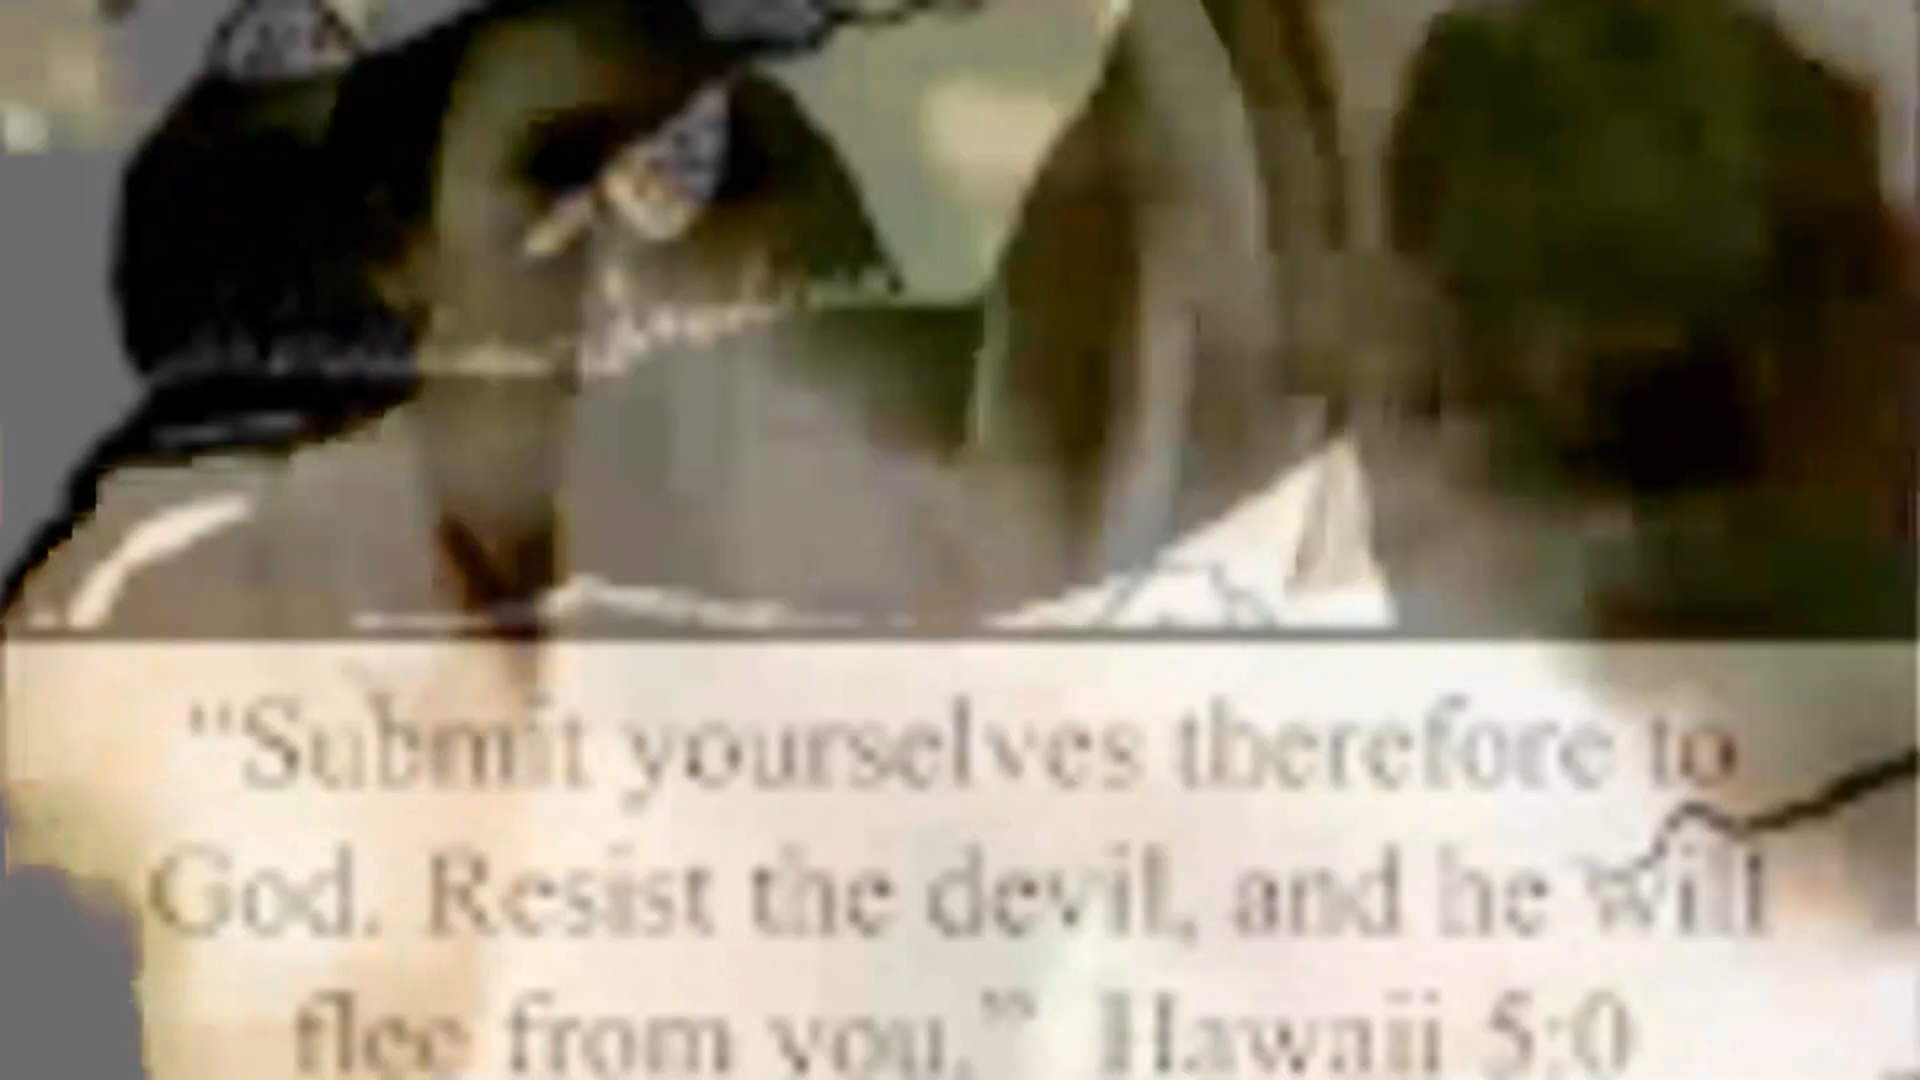 “Submit yourselves therefore to
God. Resist the devil, and he will
flee from you.” Hawaii 5:0